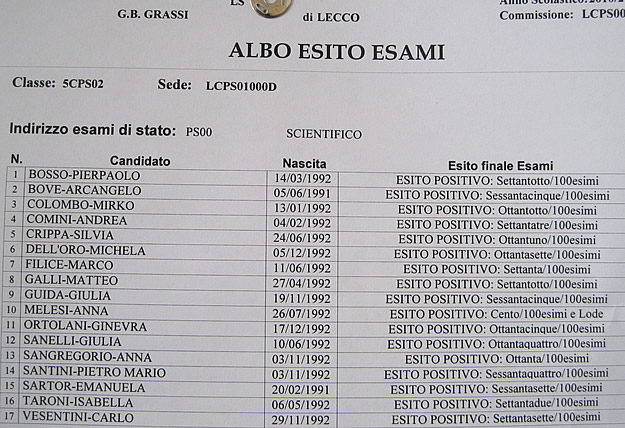 LS
G.B. GRASSI di LECCO
Commissione: LCPS00
ALBO ESITO ESAMI
Classe: 5CPS02 Sede: LCPS01000D
Indirizzo esami di stato: PS00 SCIENTIFICO
N. Candidato Nascita Esito finale Esami
1 BOSSO-PIERPAOLO 14/03/1992 ESITO POSITIVO: Settantotto/100esimi
2 BOVE-ARCANGELO 05/06/1991 ESITO POSITIVO: Sessantacinque/100esimi
3 COLOMBO-MIRKO 13/01/1992 ESITO POSITIVO: Ottantotto/100esimi
4 COMINI-ANDREA 04/02/1992 ESITO POSITIVO: Settantatre/100esimi
5 CRIPPA-SILVIA 24/06/1992 ESITO POSITIVO: Ottantuno/100esimi
6 DELL'ORO-MICHELA 05/12/1992 ESITO POSITIVO: Ottantasette/100esimi
7 FILICE-MARCO 11/06/1992 ESITO POSITIVO: Settanta/100esimi
8 GALLI-MATTEO 27/04/1992 ESITO POSITIVO: Settantotto/100esimi
9 GUIDA-GIULIA 19/11/1992 ESITO POSITIVO: Sessantacinque/100esimi
10 MELESI-ANNA 26/07/1992 ESITO POSITIVO: Cento/100esimi e Lode
11 ORTOLANI-GINEVRA 17/12/1992 ESITO POSITIVO: Ottantacinque/100esimi
12 SANELLI-GIULIA 10/06/1992 ESITO POSITIVO: Ottantaquattro/100esimi
13 SANGREGORIO-ANNA 03/11/1992 ESITO POSITIVO: Ottanta/100esimi
14 SANTINI-PIETRO MARIO 03/11/1992 ESITO POSITIVO: Sessantaquattro/100esimi
15 SARTOR-EMANUELA 20/02/1991 ESITO POSITIVO: Sessantasette/100esimi
16 TARONI-ISABELLA 06/05/1992 ESITO POSITIVO: Settantadue/100esimi
17 VESENTINI-CARLO 29/11/1992 ESITO POSITIVO: Settantasette/100esimi